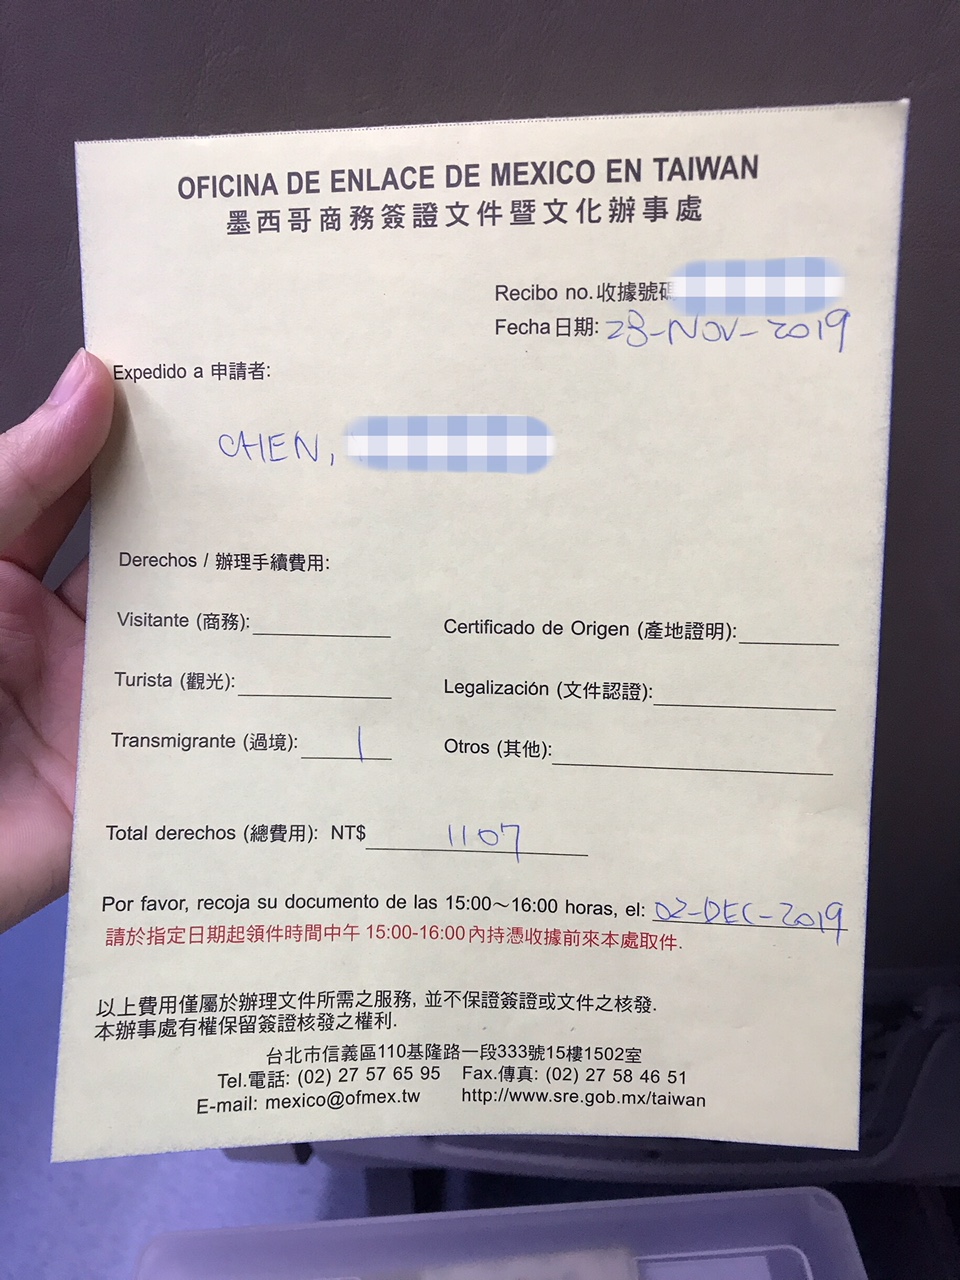 OFICINA DE ENLACE DE MEXICO EN TAIWAN
墨西哥商務簽證文件暨文化辦事處
Recibo no.收據號碼
Fecha日期: 28-NOV-2019
Expedido a 申請者:
CHEN,
Derechos / 辦理手續費用:
Visitante (商務):
Certificado de Origen (產地證明):
Turista (觀光):
Legalización (文件認證):
Transmigrante (過境): 1
Otros (其他):
Total derechos (總費用): NT$ 1107
Por favor, recoja su documento de las 15:00~16:00 horas, el: 02-DEC-2019
請於指定日期起領件時間中午 15:00-16:00內持憑收據前來本處取件.
以上費用僅屬於辦理文件所需之服務, 並不保證簽證或文件之核發.
本辦事處有權保留簽證核發之權利.
台北市信義區110基隆路一段333號15樓1502室
Tel.電話: (02) 27 57 65 95 Fax.傳真: (02) 27 58 46 51
E-mail: mexico@ofmex.tw http://www.sre.gob.mx/taiwan